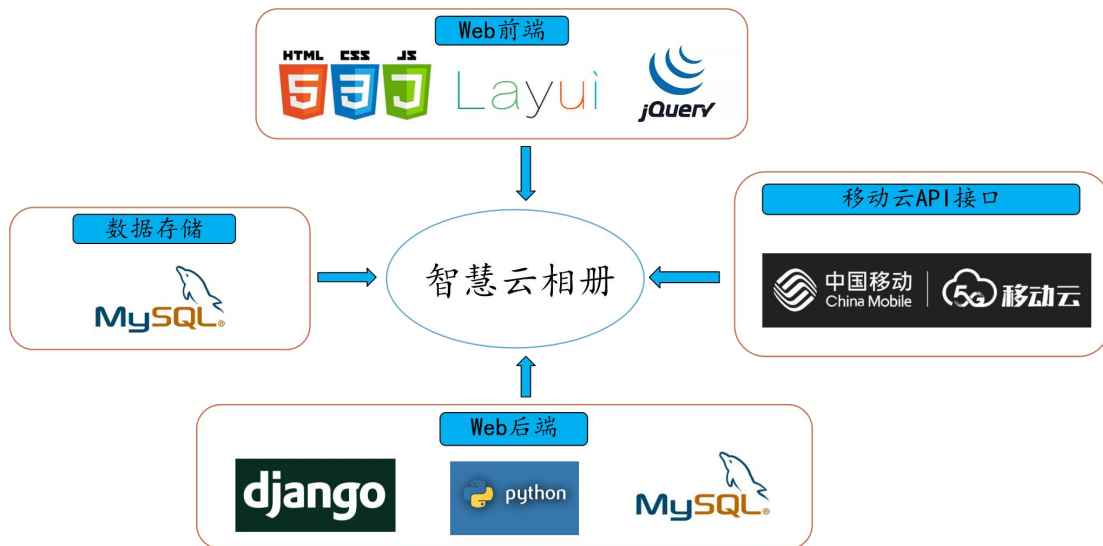 Web前端
HTML CSS JS
5 3 J
Layui
jQuery
移动云API接口
数据存储
中国移动
China Mobile
5G 移动云
智慧云相册
MySQL®
Web后端
django
python
MySQL®